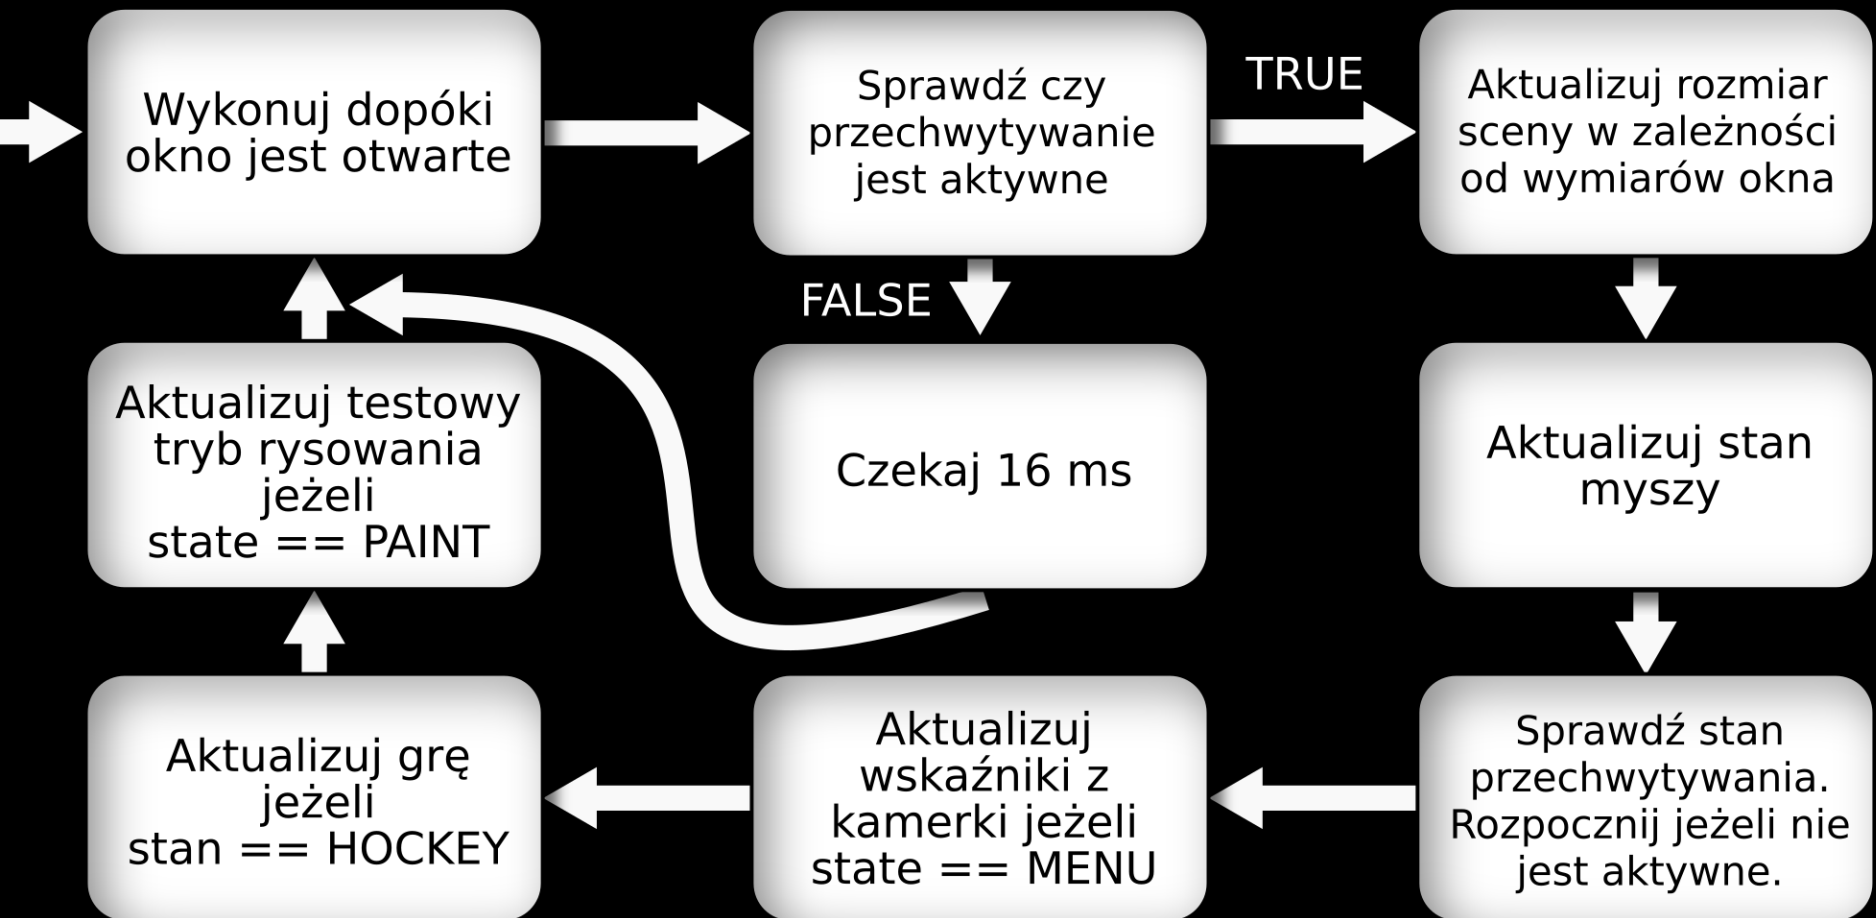 Wykonuj dopóki
okno jest otwarte
Sprawdź czy
przechwytywanie
jest aktywne
TRUE
Aktualizuj rozmiar
sceny w zależności
od wymiarów okna
FALSE
Aktualizuj testowy
tryb rysowania
jeżeli
state == PAINT
Czekaj 16 ms
Aktualizuj stan
myszy
Aktualizuj grę
jeżeli
stan == HOCKEY
Aktualizuj
wskaźniki z
kamerki jeżeli
state == MENU
Sprawdź stan
przechwytywania.
Rozpocznij jeżeli nie
jest aktywne.